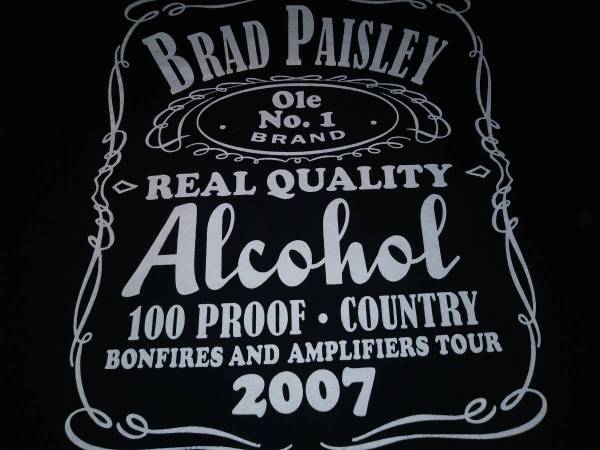 BRAD PAISLEY
Ole
No. 1
BRAND
REAL QUALITY
Alcohol
100 PROOF • COUNTRY
BONFIRES AND AMPLIFIERS TOUR
2007